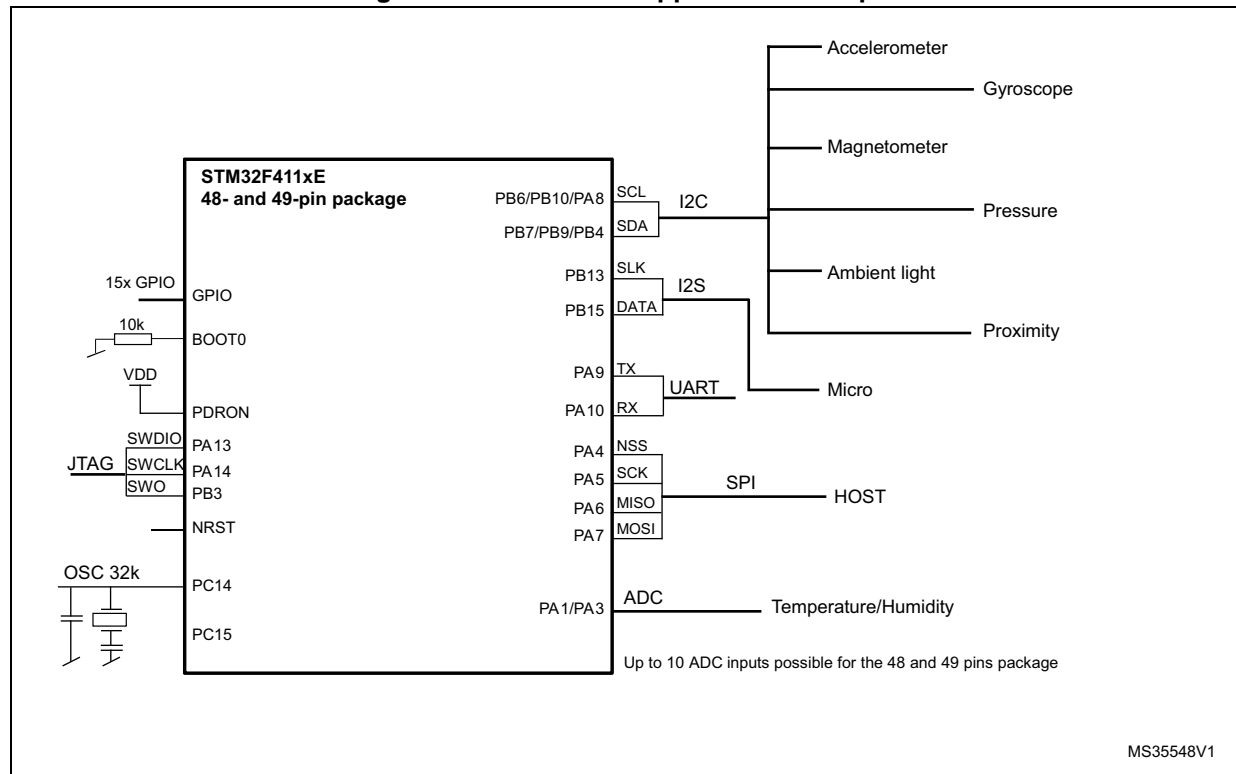 Accelerometer
Gyroscope
Magnetometer
Pressure
Ambient light
Proximity
Micro
STM32F411xE
48- and 49-pin package
PB6/PB10/PA8 SCL
I2C
PB7/PB9/PB4 SDA
PB13 SLK
I2S
PB15 DATA
PA9 TX
UART
PA10 RX
PA4 NSS
PA5 SCK
SPI
HOST
PA6 MISO
PA7 MOSI
PA1/PA3 ADC
Temperature/Humidity
Up to 10 ADC inputs possible for the 48 and 49 pins package
15x GPIO
GPIO
10k
BOOT0
VDD
PDRON
SWDIO PA13
JTAG SWCLK PA14
SWO PB3
NRST
OSC 32k
PC14
PC15
MS35548V1